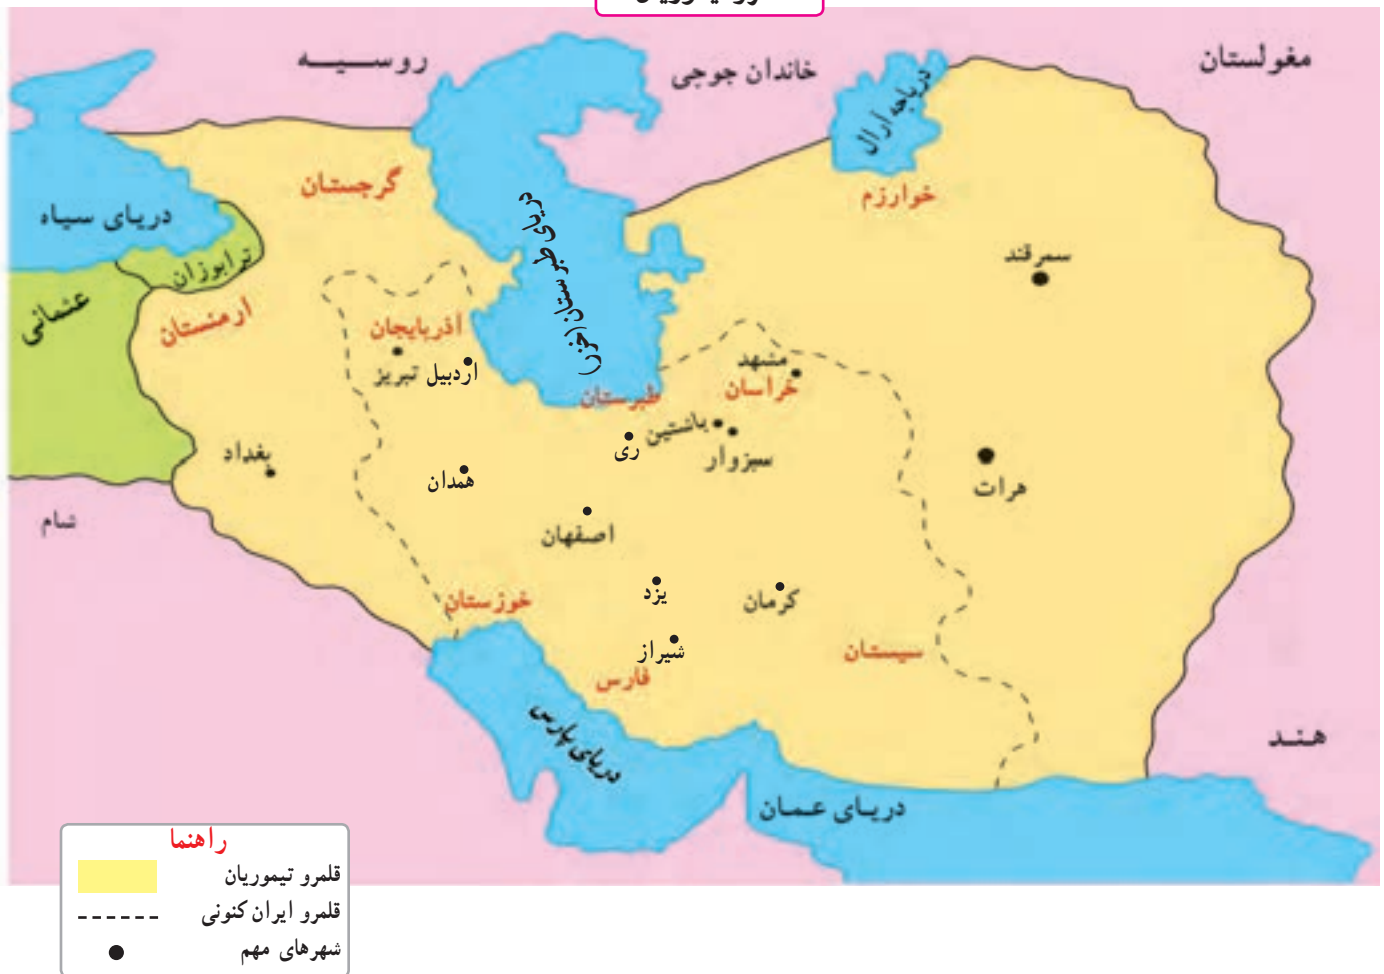 روسیه
خاندان جوجی
مغولستان
دریاچه آرال
گرجستان
خوارزم
دریای سیاه
ترابوزان
دریای طبرستان (خزر)
سمرقند
عثمانی
ارمنستان
آذربایجان
تبریز
اردبیل
مشهد
خراسان
طبرستان
باشتین
سبزوار
ری
بغداد
همدان
هرات
شام
اصفهان
یزد
کرمان
خوزستان
شیراز
سیستان
فارس
دریای پارس
هند
دریای عمان
راهنما
قلمرو تیموریان
قلمرو ایران کنونی
شهرهای مهم